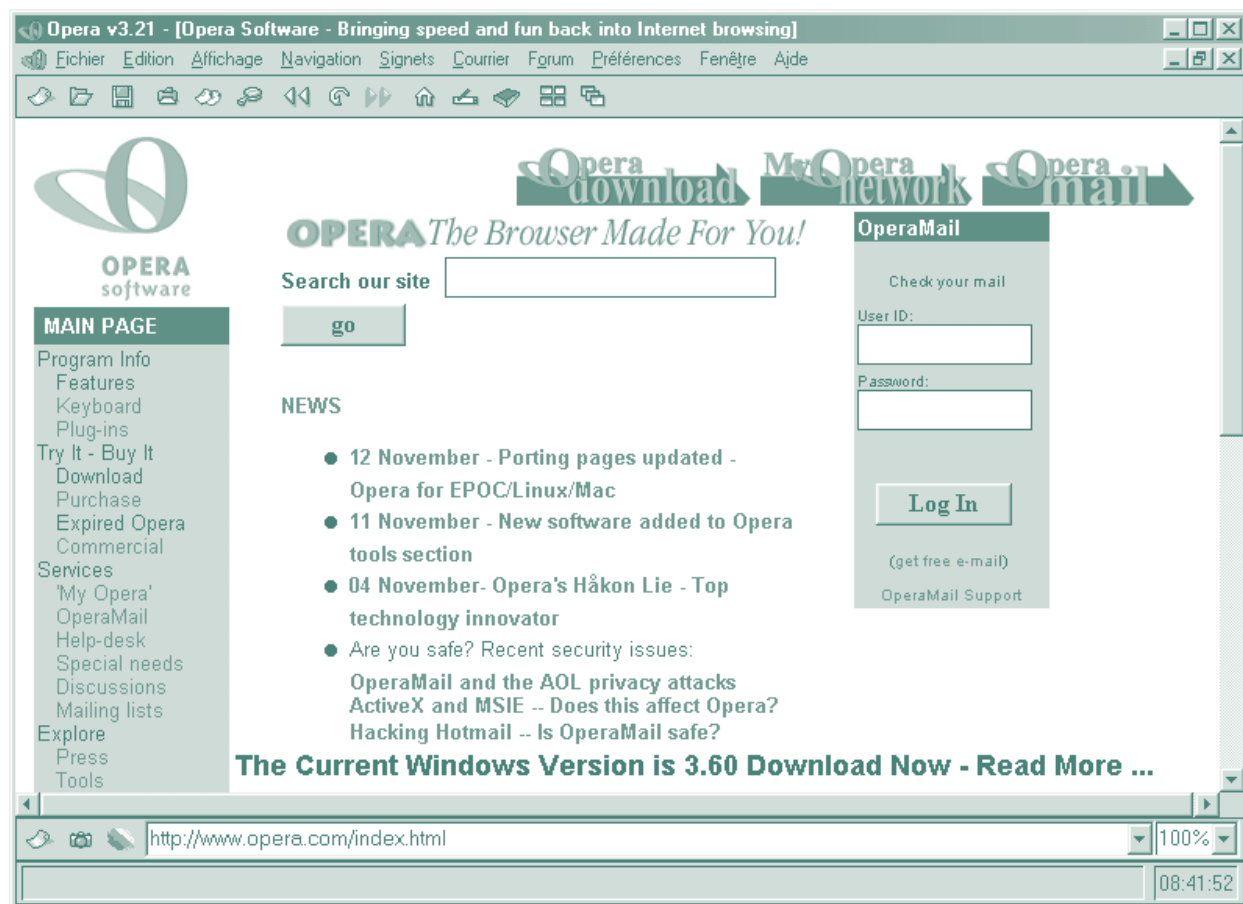 Opera v3.21 - [Opera Software - Bringing speed and fun back into Internet browsing]
Fichier Edition Affichage Navigation Signets Courrier Forum Préférences Fenêtre Aide
OPERA
software
MAIN PAGE
Program Info
Features
Keyboard
Plug-ins
Try It - Buy It
Download
Purchase
Expired Opera
Commercial
Services
'My Opera'
OperaMail
Help-desk
Special needs
Discussions
Mailing lists
Explore
Press
Tools
Opera download
My Opera network
Opera mail
OPERA The Browser Made For You!
Search our site
go
NEWS
12 November - Porting pages updated -
Opera for EPOC/Linux/Mac
11 November - New software added to Opera
tools section
04 November- Opera's Håkon Lie - Top
technology innovator
Are you safe? Recent security issues:
OperaMail and the AOL privacy attacks
ActiveX and MSIE -- Does this affect Opera?
Hacking Hotmail -- Is OperaMail safe?
OperaMail
Check your mail
User ID:
Password:
Log In
(get free e-mail)
OperaMail Support
The Current Windows Version is 3.60 Download Now - Read More ...
http://www.opera.com/index.html
100%
08:41:52